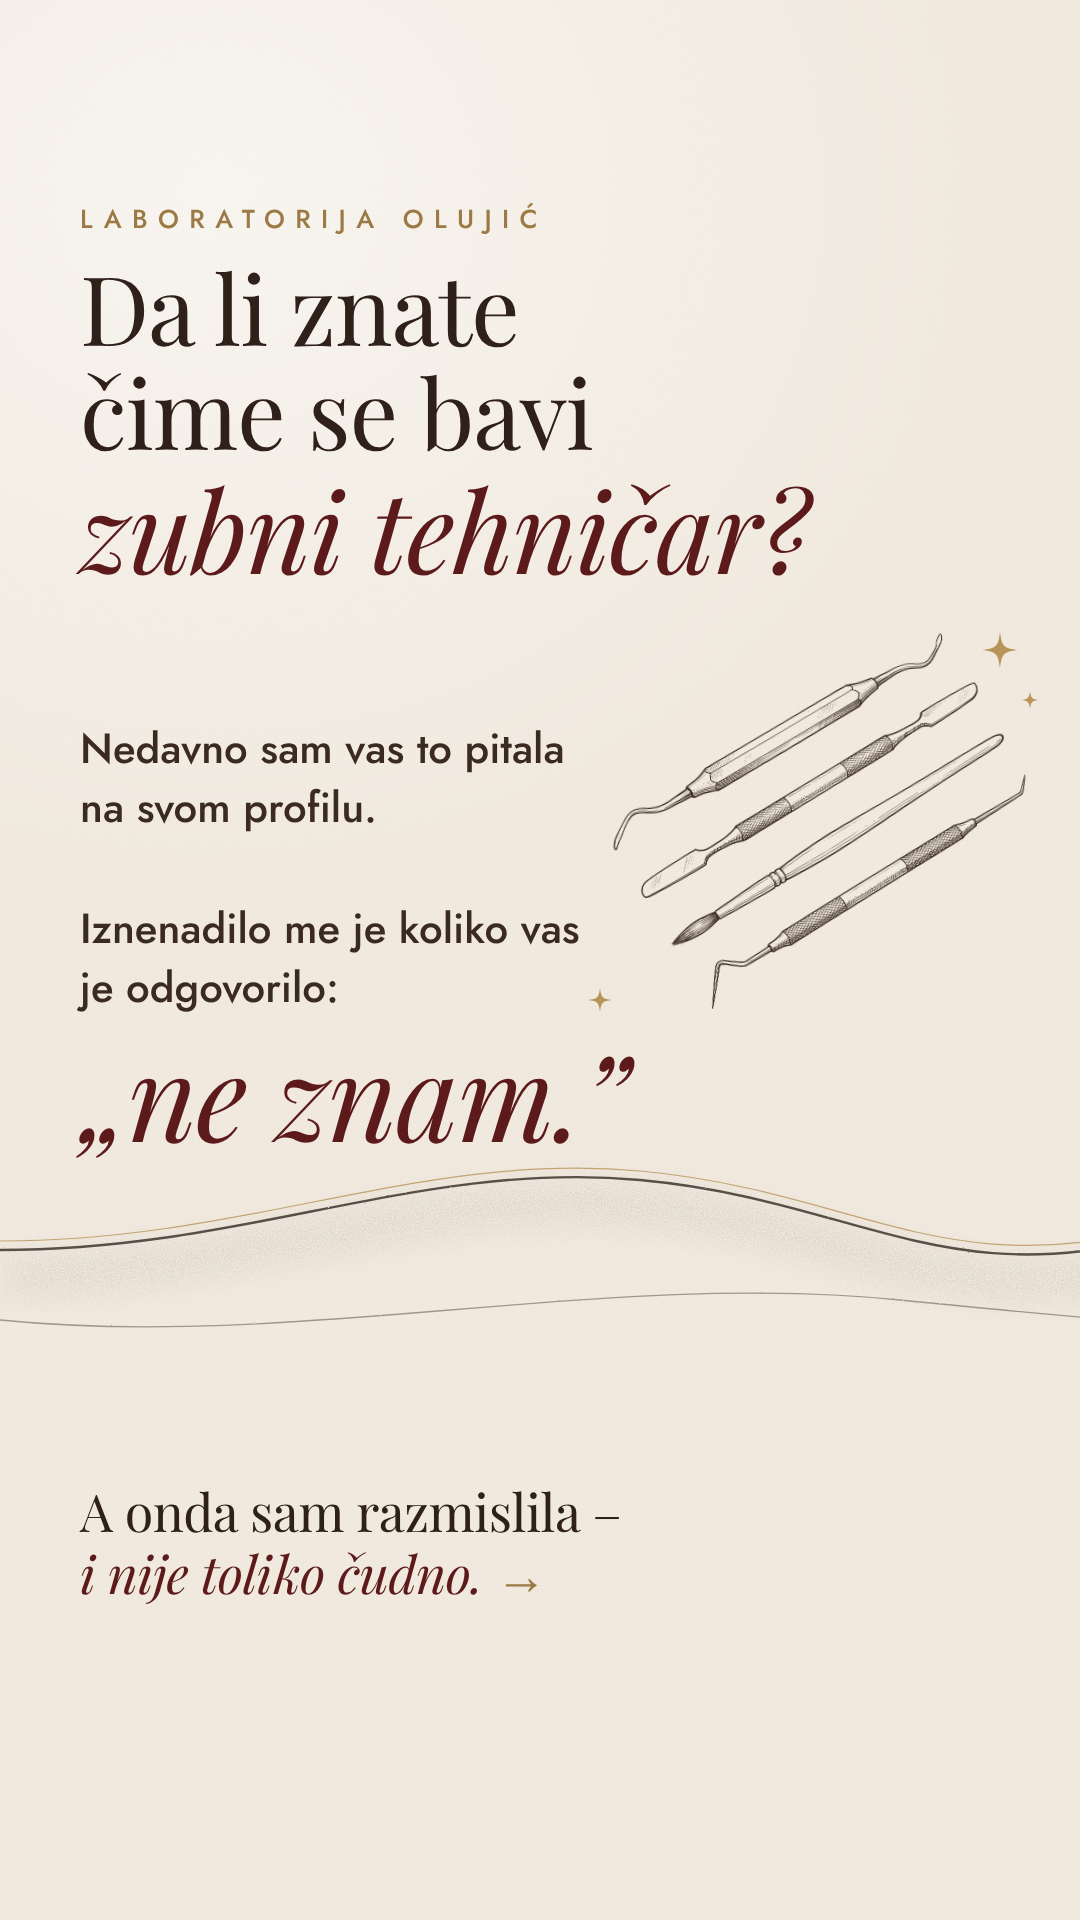 LABORATORIJA OLUJIĆ
Da li znate
čime se bavi
zubni tehničar?
Nedavno sam vas to pitala
na svom profilu.
Iznenadilo me je koliko vas
je odgovorilo:
„ne znam.”
A onda sam razmislila –
i nije toliko čudno. →